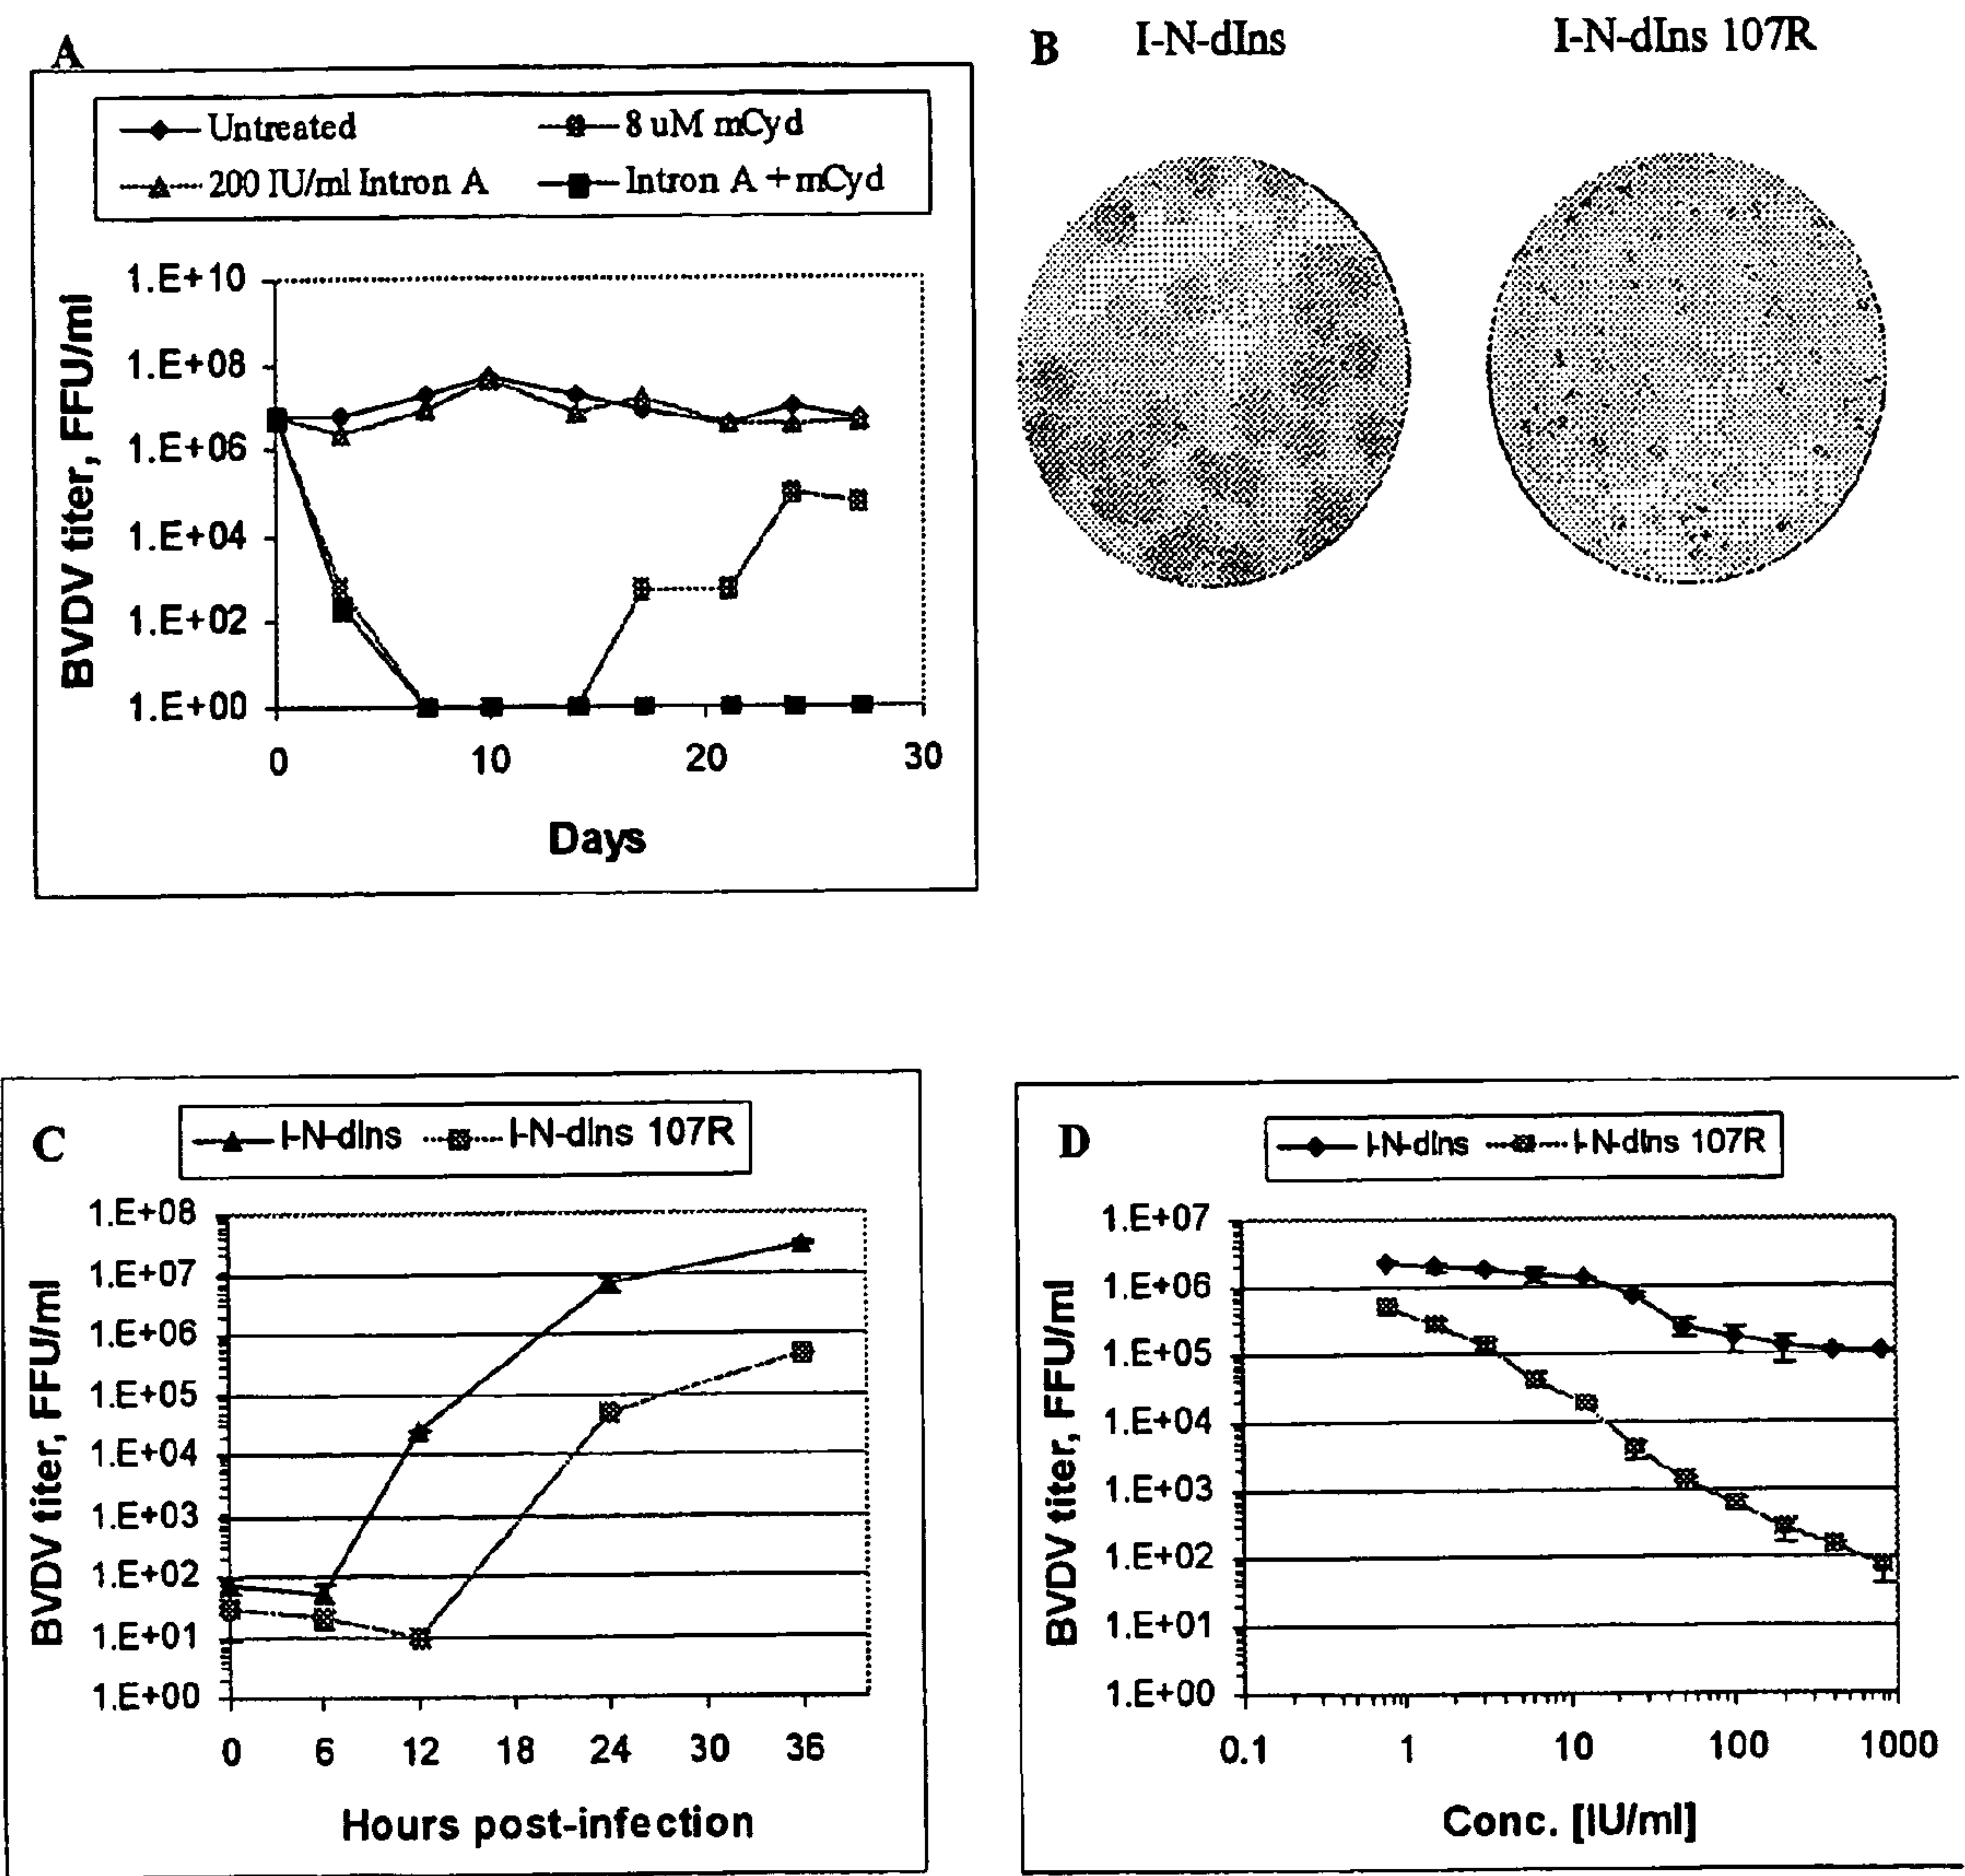 A
Untreated 8 uM mCyd
200 IU/ml Intron A Intron A + mCyd
1.E+10
1.E+08
1.E+06
1.E+04
1.E+02
1.E+00
BVDV titer, FFU/ml
0 10 20 30
Days
B I-N-dIns I-N-dIns 107R
C
I-N-dIns I-N-dIns 107R
1.E+08
1.E+07
1.E+06
1.E+05
1.E+04
1.E+03
1.E+02
1.E+01
1.E+00
BVDV titer, FFU/ml
0 6 12 18 24 30 36
Hours post-infection
D
I-N-dIns I-N-dIns 107R
1.E+07
1.E+06
1.E+05
1.E+04
1.E+03
1.E+02
1.E+01
1.E+00
BVDV titer, FFU/ml
0.1 1 10 100 1000
Conc. [IU/ml]